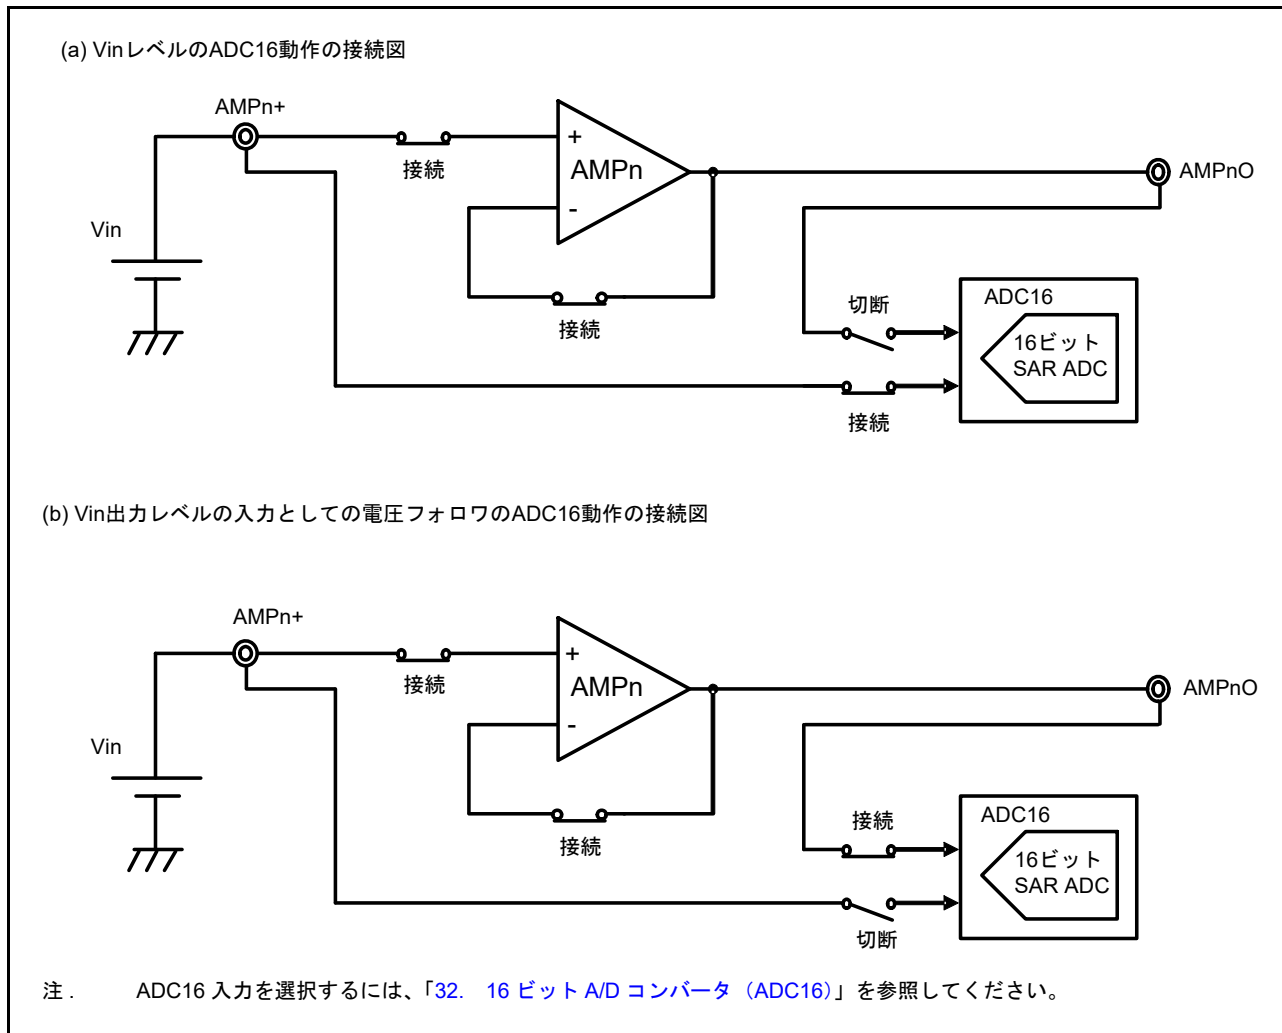 (a) VinレベルのADC16動作の接続図
AMPn+
接続
+
AMPn
-
AMPnO
Vin
接続
切断
ADC16
16ビット
SAR ADC
接続
(b) Vin出力レベルの入力としての電圧フォロワのADC16動作の接続図
AMPn+
接続
+
AMPn
-
AMPnO
Vin
接続
接続
ADC16
16ビット
SAR ADC
切断
注 . ADC16 入力を選択するには、「32. 16 ビット A/D コンバータ（ADC16）」を参照してください。